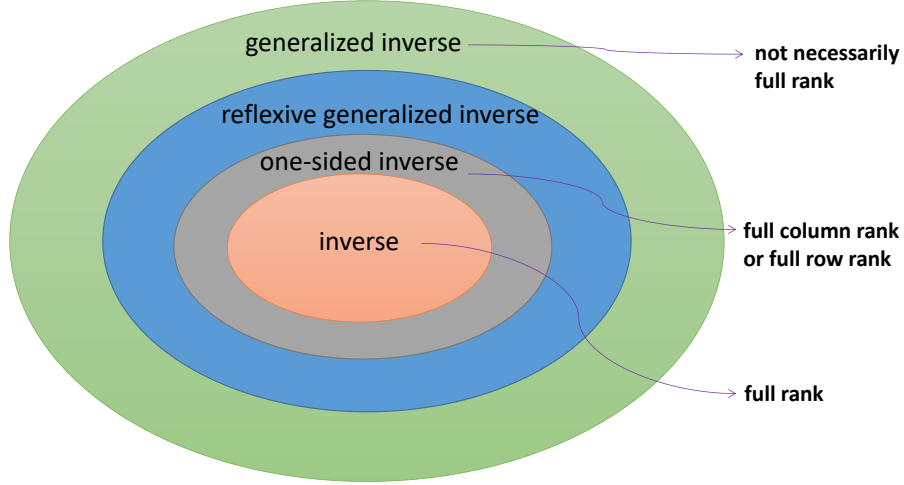 generalized inverse
not necessarily
full rank
reflexive generalized inverse
one-sided inverse
full column rank
or full row rank
inverse
full rank